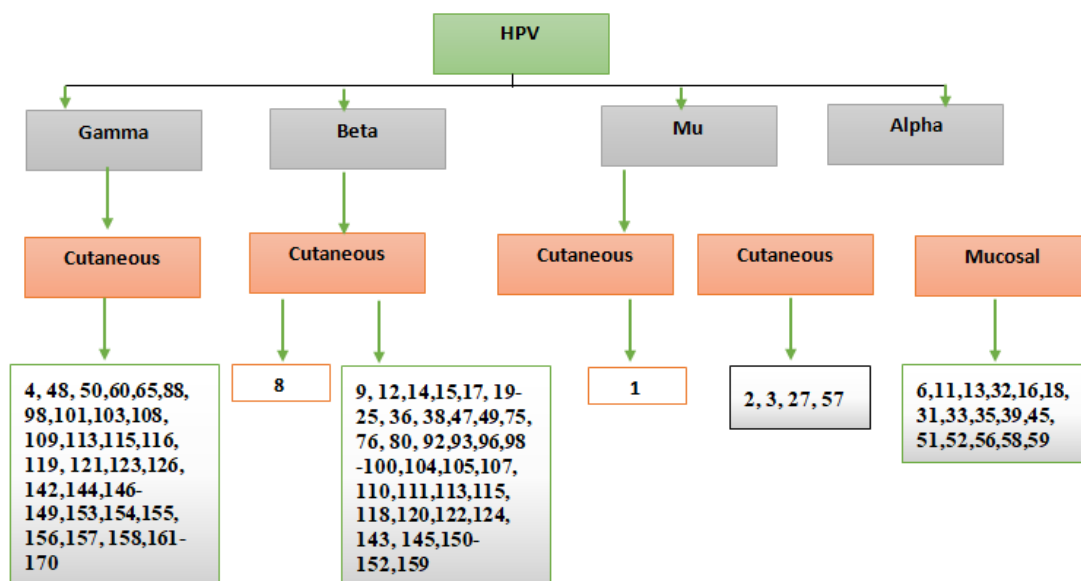 HPV
Gamma
Beta
Mu
Alpha
Cutaneous
Cutaneous
Cutaneous
Cutaneous
Mucosal
4, 48, 50,60,65,88,
98,101,103,108,
109,113,115,116,
119, 121,123,126,
142,144,146-
149,153,154,155,
156,157, 158,161-
170
8
9, 12,14,15,17, 19-
25, 36, 38,47,49,75,
76, 80, 92,93,96,98
-100,104,105,107,
110,111,113,115,
118,120,122,124,
143, 145,150-
152,159
1
2, 3, 27, 57
6,11,13,32,16,18,
31,33,35,39,45,
51,52,56,58,59